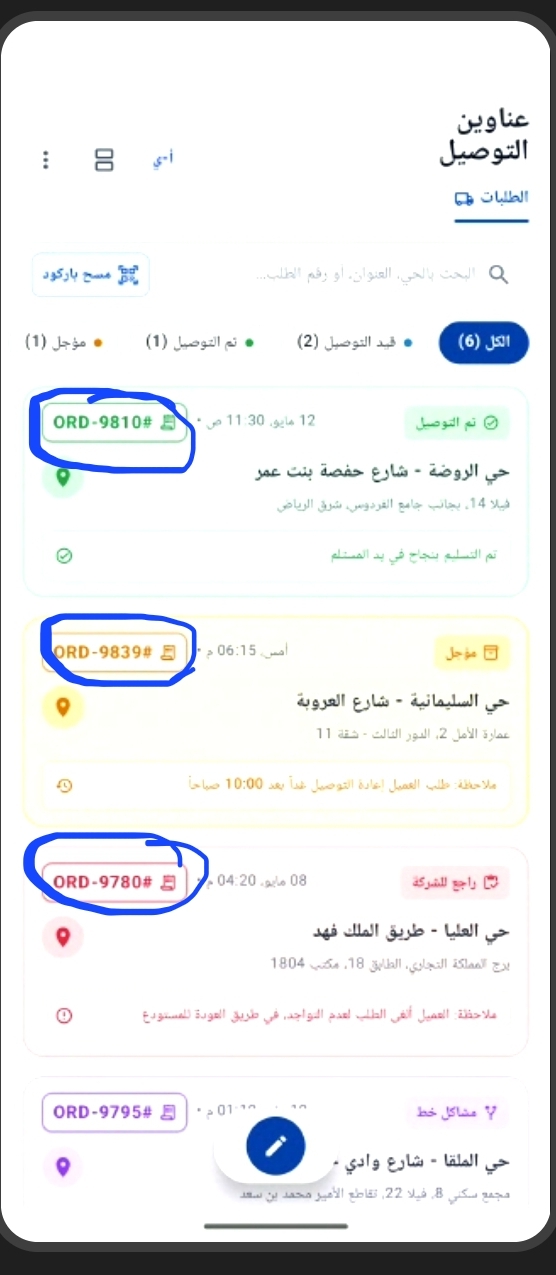 عناوين
التوصيل
أ-ي
الطلبات
البحث بالحي، العنوان، أو رقم الطلب...
مسح باركود
الكل (6)
قيد التوصيل (2)
تم التوصيل (1)
مؤجل (1)
تم التوصيل
12 مايو، 11:30 ص •
ORD-9810#
حي الروضة - شارع حفصة بنت عمر
فيلا 14، بجانب جامع الفردوس، شرق الرياض
تم التسليم بنجاح في يد المستلم
مؤجل
أمس، 06:15 م •
ORD-9839#
حي السليمانية - شارع العروبة
عمارة الأمل 2، الدور الثالث - شقة 11
ملاحظة: طلب العميل إعادة التوصيل غداً بعد 10:00 صباحاً
راجع للشركة
08 مايو، 04:20 م •
ORD-9780#
حي العليا - طريق الملك فهد
برج المملكة التجاري، الطابق 18، مكتب 1804
ملاحظة: العميل ألغى الطلب لعدم التواجد، في طريق العودة للمستودع
مشاكل خط
م •
ORD-9795#
حي الملقا - شارع وادي
مجمع سكني 8، فيلا 22، تقاطع الأمير محمد بن سعد